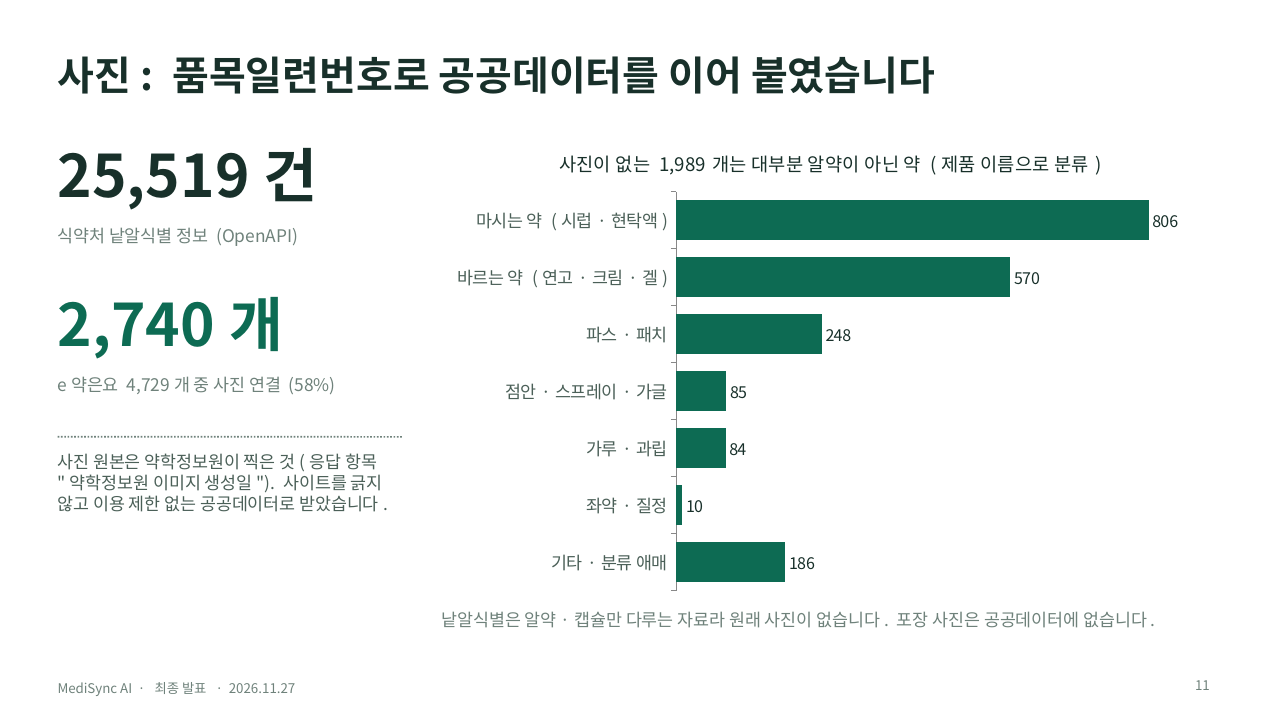 사진 : 품목일련번호로 공공데이터를 이어 붙였습니다
25,519 건
식약처 낱알식별 정보 (OpenAPI)
2,740 개
e 약은요 4,729 개 중 사진 연결 (58%)
사진 원본은 약학정보원이 찍은 것 ( 응답 항목
" 약학정보원 이미지 생성일 "). 사이트를 긁지
않고 이용 제한 없는 공공데이터로 받았습니다 .
사진이 없는 1,989 개는 대부분 알약이 아닌 약 ( 제품 이름으로 분류 )
마시는 약 ( 시럽 · 현탁액 ) 806
바르는 약 ( 연고 · 크림 · 겔 ) 570
파스 · 패치 248
점안 · 스프레이 · 가글 85
가루 · 과립 84
좌약 · 질정 10
기타 · 분류 애매 186
낱알식별은 알약 · 캡슐만 다루는 자료라 원래 사진이 없습니다 . 포장 사진은 공공데이터에 없습니다 .
MediSync AI · 최종 발표 · 2026.11.27
11